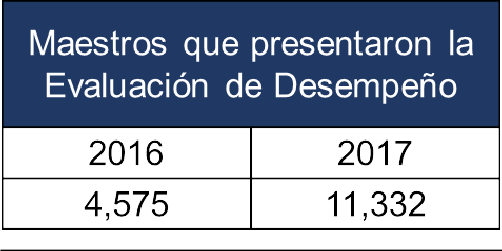 Maestros que presentaron la
Evaluación de Desempeño
2016 2017
4,575 11,332